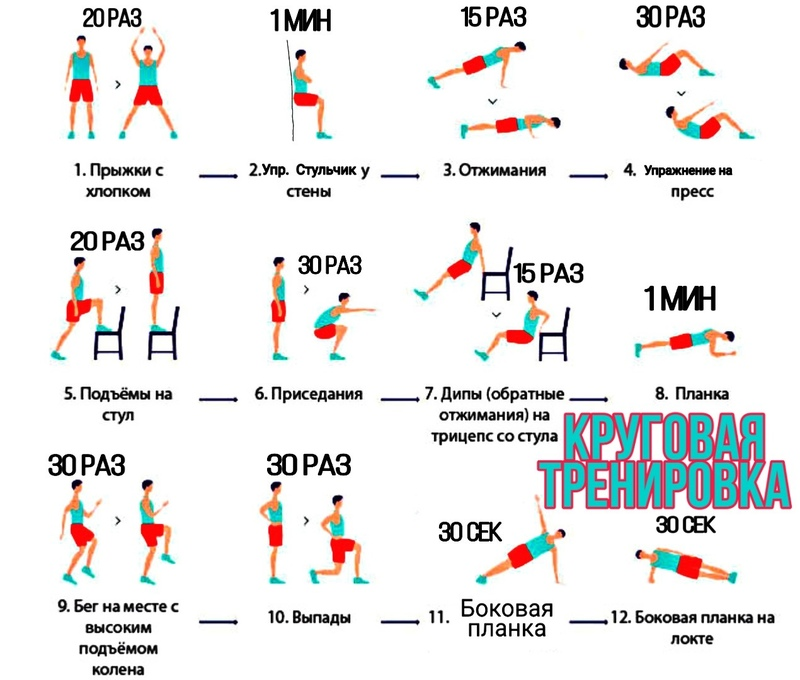 20 РАЗ
1 МИН
15 РАЗ
30 РАЗ
1. Прыжки с
хлопком
2.Упр. Стульчик у
стены
3. Отжимания
4. Упражнение на
пресс
20 РАЗ
30 РАЗ
15 РАЗ
1 МИН
5. Подъёмы на
стул
6. Приседания
7. Дипы (обратные
отжимания) на
трицепс со стула
8. Планка
КРУГОВАЯ
ТРЕНИРОВКА
30 РАЗ
30 РАЗ
30 СЕК
30 СЕК
9. Бег на месте с
высоким
подъёмом
колена
10. Выпады
11. Боковая
планка
12. Боковая планка на
локте